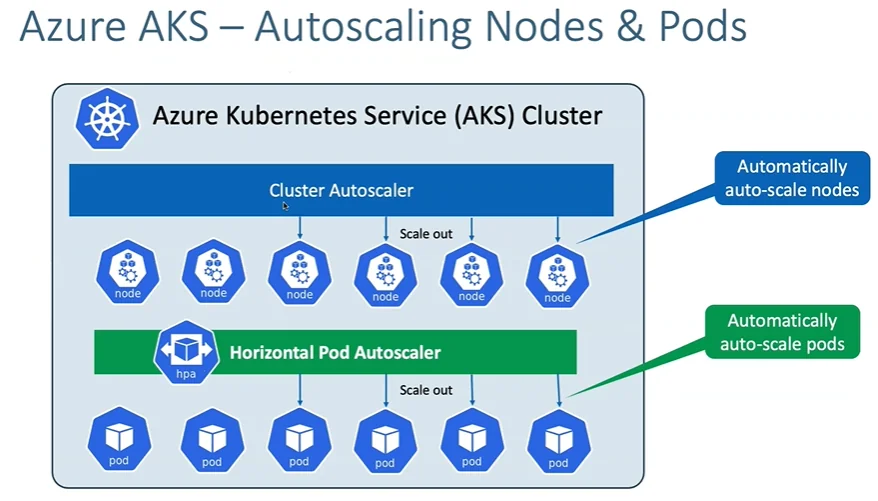 Azure AKS – Autoscaling Nodes & Pods
Azure Kubernetes Service (AKS) Cluster
Cluster Autoscaler
Automatically
auto-scale nodes
Scale out
node node node node node node
Horizontal Pod Autoscaler
hpa
Automatically
auto-scale pods
Scale out
pod pod pod pod pod pod